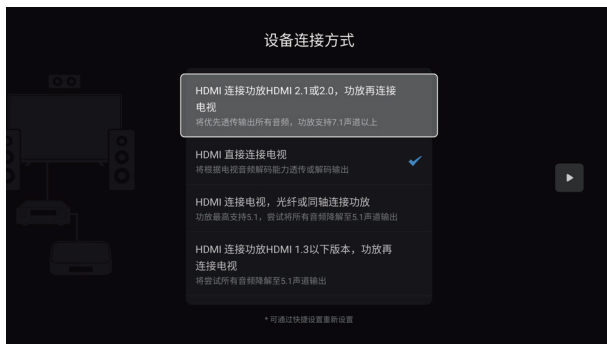 设备连接方式
HDMI 连接功放HDMI 2.1或2.0，功放再连接
电视
将优先透传输出所有音频，功放支持7.1声道以上
HDMI 直接连接电视
将根据电视音频解码能力透传或解码输出
HDMI 连接电视，光纤或同轴连接功放
功放最高支持5.1，尝试将所有音频降解至5.1声道输出
HDMI 连接功放HDMI 1.3以下版本，功放再
连接电视
将尝试所有音频降解至5.1声道输出
* 可通过快捷设置重新设置